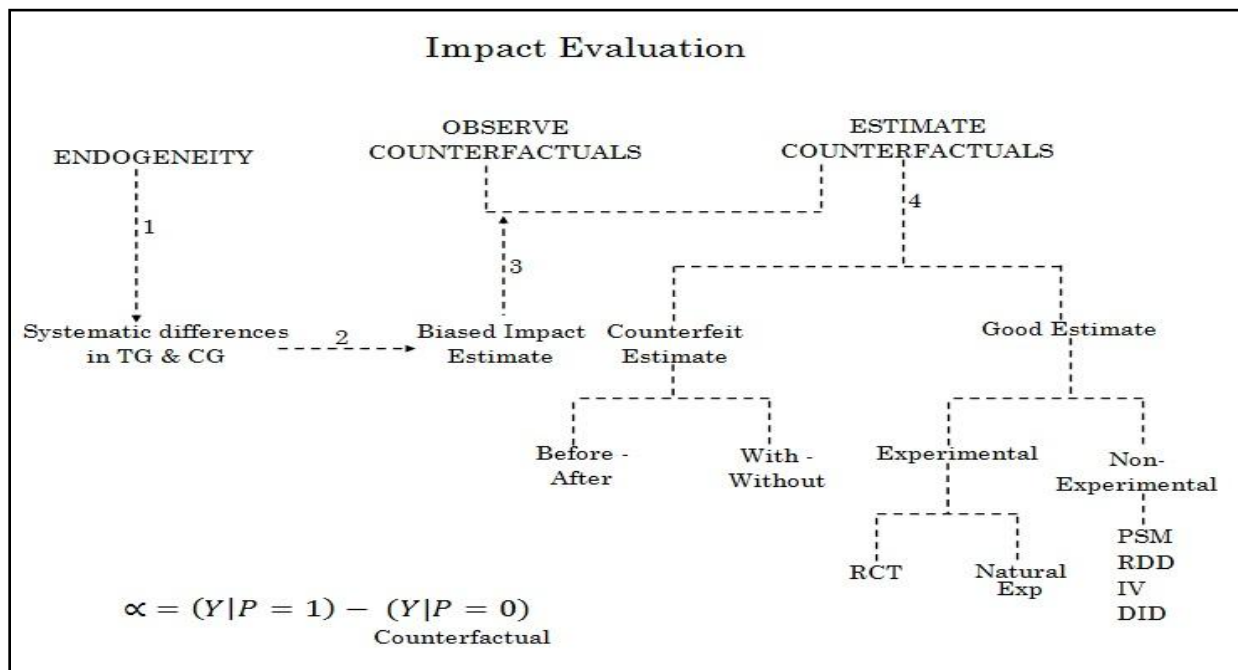 Impact Evaluation
ENDOGENEITY
OBSERVE
COUNTERFACTUALS
ESTIMATE
COUNTERFACTUALS
1
4
3
Systematic differences
in TG & CG
2
Biased Impact
Estimate
Counterfeit
Estimate
Good Estimate
Before -
After
With -
Without
Experimental
Non-
Experimental
RCT
Natural
Exp
PSM
RDD
IV
DID
∝ = (Y|P = 1) − (Y|P = 0)
Counterfactual